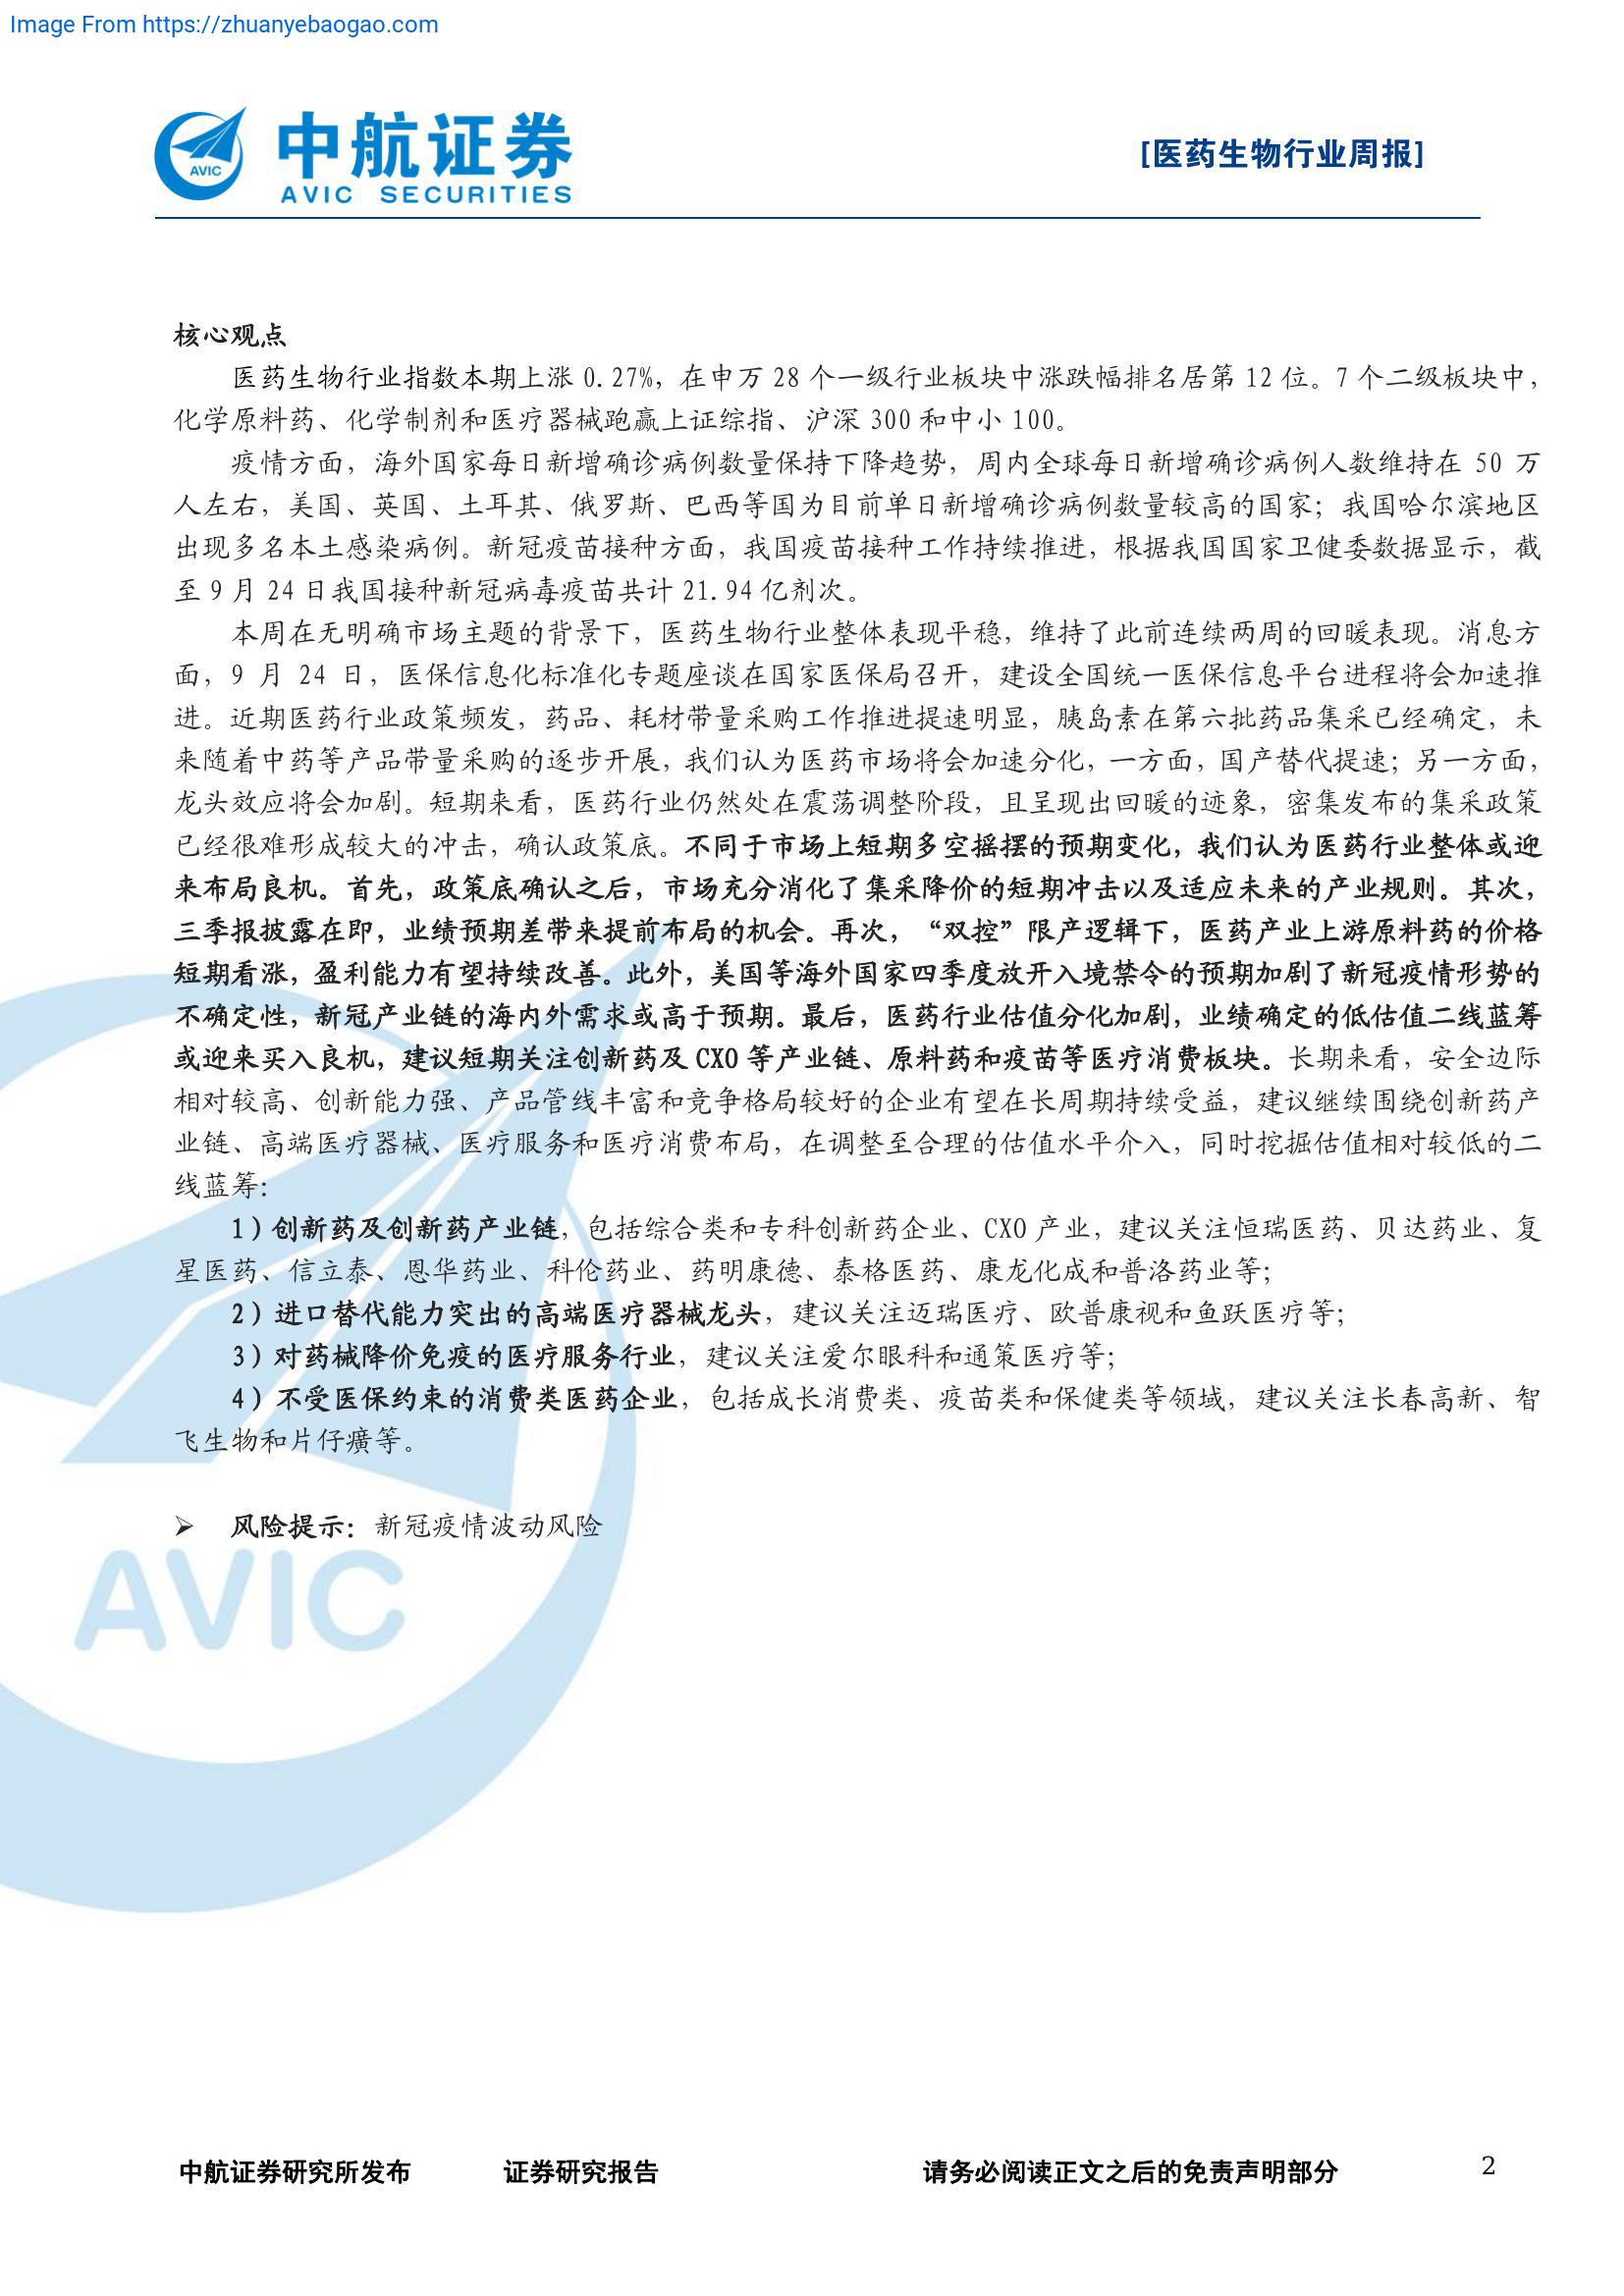 Image From https://zhuanyebaogao.com
AVIC
中航证券
AVIC SECURITIES
[医药生物行业周报]
核心观点
医药生物行业指数本期上涨 0.27%，在申万 28 个一级行业板块中涨跌幅排名居第 12 位。7 个二级板块中，
化学原料药、化学制剂和医疗器械跑赢上证综指、沪深 300 和中小 100。
疫情方面，海外国家每日新增确诊病例数量保持下降趋势，周内全球每日新增确诊病例人数维持在 50 万
人左右，美国、英国、土耳其、俄罗斯、巴西等国为目前单日新增确诊病例数量较高的国家；我国哈尔滨地区
出现多名本土感染病例。新冠疫苗接种方面，我国疫苗接种工作持续推进，根据我国国家卫健委数据显示，截
至 9 月 24 日我国接种新冠病毒疫苗共计 21.94 亿剂次。
本周在无明确市场主题的背景下，医药生物行业整体表现平稳，维持了此前连续两周的回暖表现。消息方
面，9 月 24 日，医保信息化标准化专题座谈在国家医保局召开，建设全国统一医保信息平台进程将会加速推
进。近期医药行业政策频发，药品、耗材带量采购工作推进提速明显，胰岛素在第六批药品集采已经确定，未
来随着中药等产品带量采购的逐步开展，我们认为医药市场将会加速分化，一方面，国产替代提速；另一方面，
龙头效应将会加剧。短期来看，医药行业仍然处在震荡调整阶段，且呈现出回暖的迹象，密集发布的集采政策
已经很难形成较大的冲击，确认政策底。不同于市场上短期多空摇摆的预期变化，我们认为医药行业整体或迎
来布局良机。首先，政策底确认之后，市场充分消化了集采降价的短期冲击以及适应未来的产业规则。其次，
三季报披露在即，业绩预期差带来提前布局的机会。再次，“双控”限产逻辑下，医药产业上游原料药的价格
短期看涨，盈利能力有望持续改善。此外，美国等海外国家四季度放开入境禁令的预期加剧了新冠疫情形势的
不确定性，新冠产业链的海内外需求或高于预期。最后，医药行业估值分化加剧，业绩确定的低估值二线蓝筹
或迎来买入良机，建议短期关注创新药及 CXO 等产业链、原料药和疫苗等医疗消费板块。长期来看，安全边际
相对较高、创新能力强、产品管线丰富和竞争格局较好的企业有望在长周期持续受益，建议继续围绕创新药产
业链、高端医疗器械、医疗服务和医疗消费布局，在调整至合理的估值水平介入，同时挖掘估值相对较低的二
线蓝筹：
1）创新药及创新药产业链，包括综合类和专科创新药企业、CXO 产业，建议关注恒瑞医药、贝达药业、复
星医药、信立泰、恩华药业、科伦药业、药明康德、泰格医药、康龙化成和普洛药业等；
2）进口替代能力突出的高端医疗器械龙头，建议关注迈瑞医疗、欧普康视和鱼跃医疗等；
3）对药械降价免疫的医疗服务行业，建议关注爱尔眼科和通策医疗等；
4）不受医保约束的消费类医药企业，包括成长消费类、疫苗类和保健类等领域，建议关注长春高新、智
飞生物和片仔癀等。
➢ 风险提示：新冠疫情波动风险
AVIC
中航证券研究所发布 证券研究报告 请务必阅读正文之后的免责声明部分 2